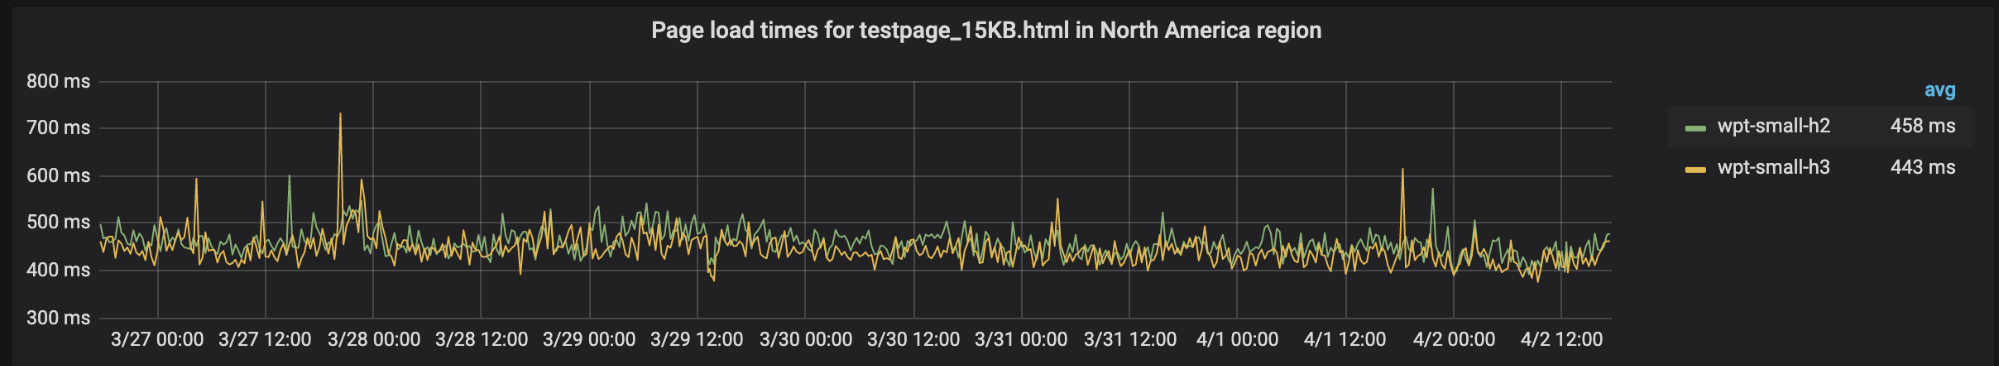 Page load times for testpage_15KB.html in North America region
800 ms
700 ms
600 ms
500 ms
400 ms
300 ms
3/27 00:00 3/27 12:00 3/28 00:00 3/28 12:00 3/29 00:00 3/29 12:00 3/30 00:00 3/30 12:00 3/31 00:00 3/31 12:00 4/1 00:00 4/1 12:00 4/2 00:00 4/2 12:00
avg
wpt-small-h2 458 ms
wpt-small-h3 443 ms